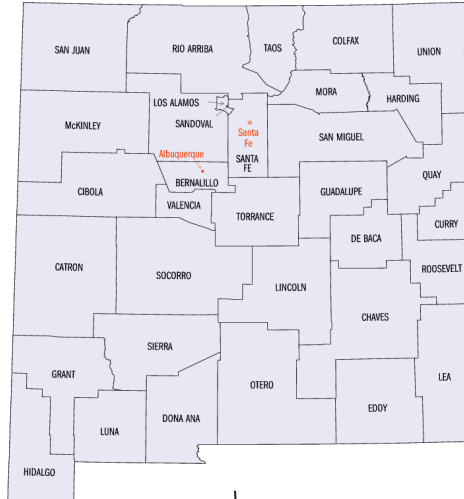 SAN JUAN
RIO ARRIBA
TAOS
COLFAX
UNION
LOS ALAMOS
MORA
HARDING
McKINLEY
SANDOVAL
Santa
Fe
SAN MIGUEL
Albuquerque
SANTA
FE
BERNALILLO
QUAY
CIBOLA
VALENCIA
GUADALUPE
TORRANCE
CURRY
DE BACA
CATRON
SOCORRO
ROOSEVELT
LINCOLN
CHAVES
SIERRA
GRANT
OTERO
LEA
EDDY
LUNA
DONA ANA
HIDALGO